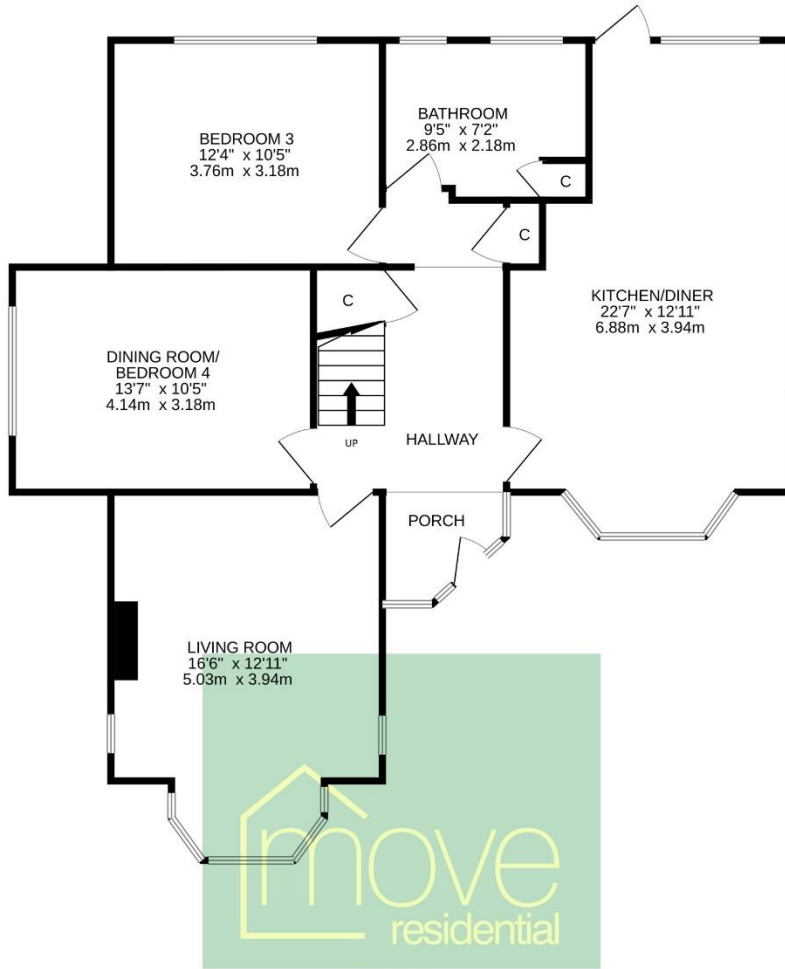 BEDROOM 3
12'4" x 10'5"
3.76m x 3.18m
BATHROOM
9'5" x 7'2"
2.86m x 2.18m
C
C
KITCHEN/DINER
22'7" x 12'11"
6.88m x 3.94m
DINING ROOM/
BEDROOM 4
13'7" x 10'5"
4.14m x 3.18m
C
UP
HALLWAY
PORCH
LIVING ROOM
16'6" x 12'11"
5.03m x 3.94m
move
residential